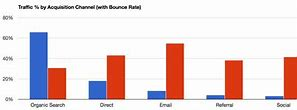 Traffic % by Acquisition Channel (with Bounce Rate)
80%
60%
40%
20%
0%
Organic Search Direct Email Referral Social